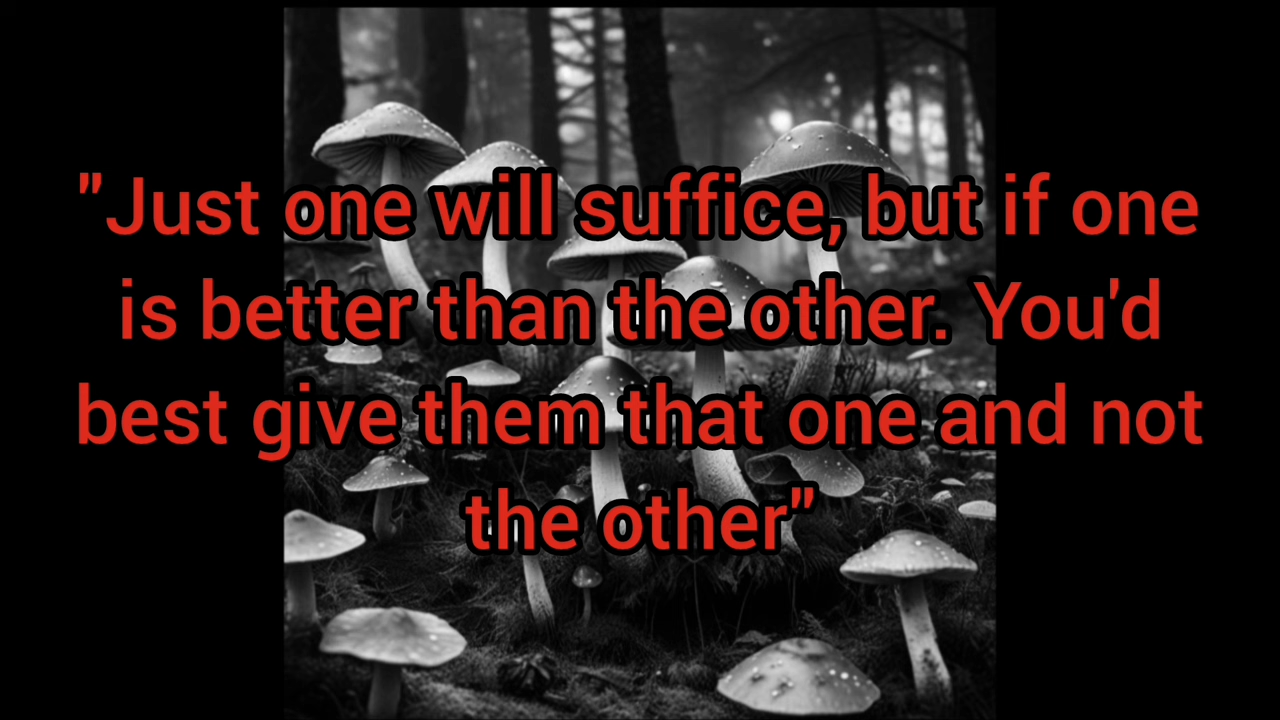 "Just one will suffice, but if one
is better than the other. You'd
best give them that one and not
the other"